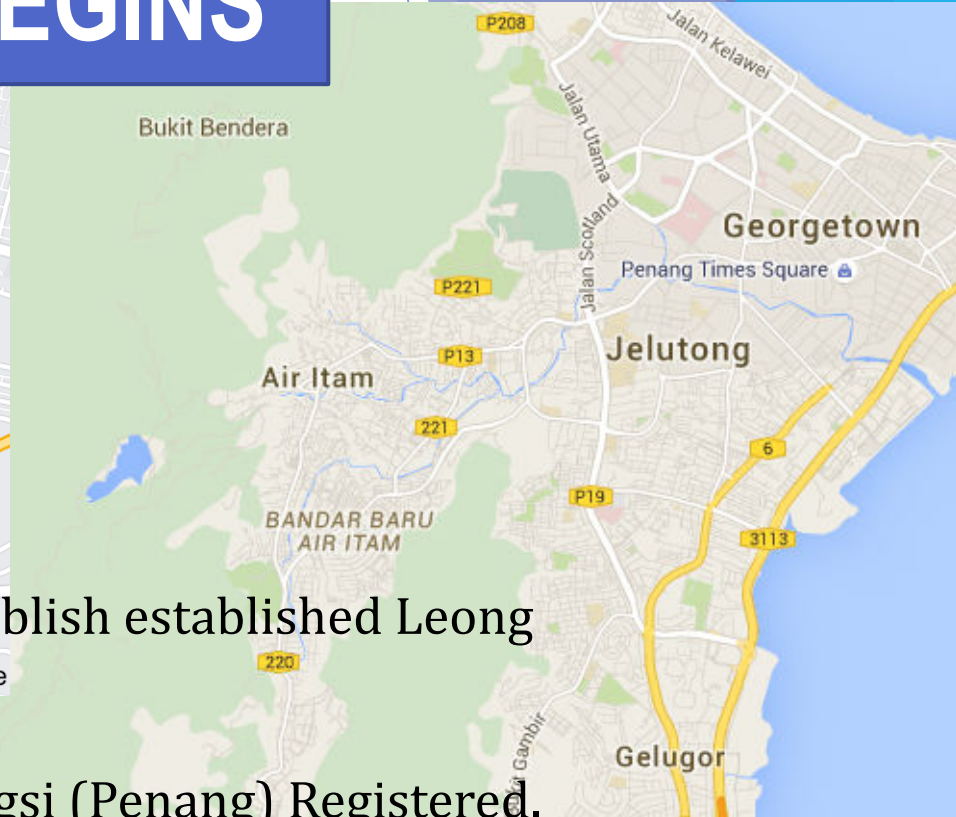 EGINS
P208
Jalan Kelawei
Bukit Bendera
Jalan Utama
Georgetown
Jalan Scotland
Penang Times Square
P221
Jelutong
P13
Air Itam
221
6
P19
BANDAR BARU
AIR ITAM
3113
blish established Leong
220
e
Gambir
Gelugor
gsi (Penang) Registered.